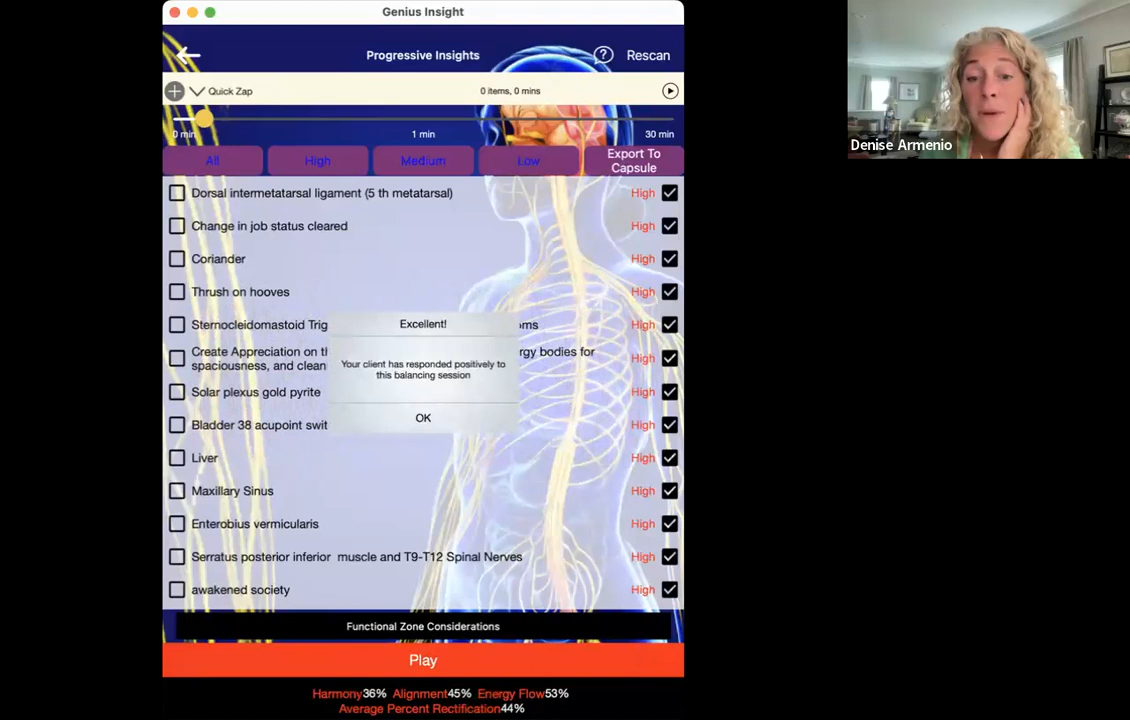 Genius Insight
Progressive Insights
?
Rescan
Quick Zap
0 items, 0 mins
0 min
1 min
30 min
All
High
Medium
Low
Export To
Capsule
Dorsal intermetatarsal ligament (5 th metatarsal)
High
Change in job status cleared
High
Coriander
High
Thrush on hooves
High
Sternocleidomastoid Trig
High
Create Appreciation on
rgy bodies for
spaciousness, and
High
Solar plexus gold pyrite
High
Bladder 38 acupoint swit
High
Liver
High
Maxillary Sinus
High
Enterobius vermicularis
High
Serratus posterior inferior muscle and T9-T12 Spinal Nerves
High
awakened society
High
Excellent!
Your client has responded positively to
this balancing session
OK
Functional Zone Considerations
Play
Harmony36% Alignment45% Energy Flow53%
Average Percent Rectification44%
Denise Armenio